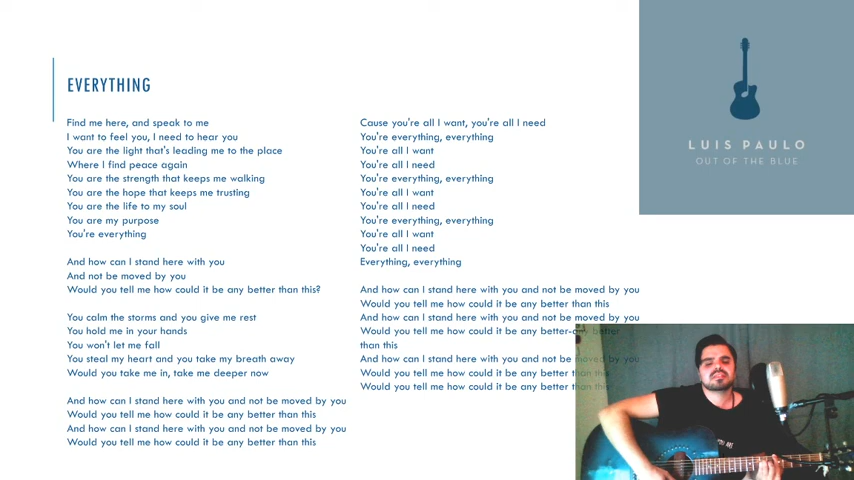 EVERYTHING
Find me here, and speak to me
I want to feel you, I need to hear you
You are the light that's leading me to the place
Where I find peace again
You are the strength that keeps me walking
You are the hope that keeps me trusting
You are the life to my soul
You are my purpose
You're everything
And how can I stand here with you
And not be moved by you
Would you tell me how could it be any better than this?
You calm the storms and you give me rest
You hold me in your hands
You won't let me fall
You steal my heart and you take my breath away
Would you take me in, take me deeper now
And how can I stand here with you and not be moved by you
Would you tell me how could it be any better than this
And how can I stand here with you and not be moved by you
Would you tell me how could it be any better than this
Cause you're all I want, you're all I need
You're everything, everything
You're all I want
You're all I need
You're everything, everything
You're all I want
You're all I need
You're everything, everything
You're all I want
You're all I need
Everything, everything
And how can I stand here with you and not be moved by you
Would you tell me how could it be any better than this
And how can I stand here with you and not be moved by you
Would you tell me how could it be any better-any better
than this
And how can I stand here with you and not be moved by you
Would you tell me how could it be any better than this
Would you tell me how could it be any better than this
LUIS PAULO
OUT OF THE BLUE